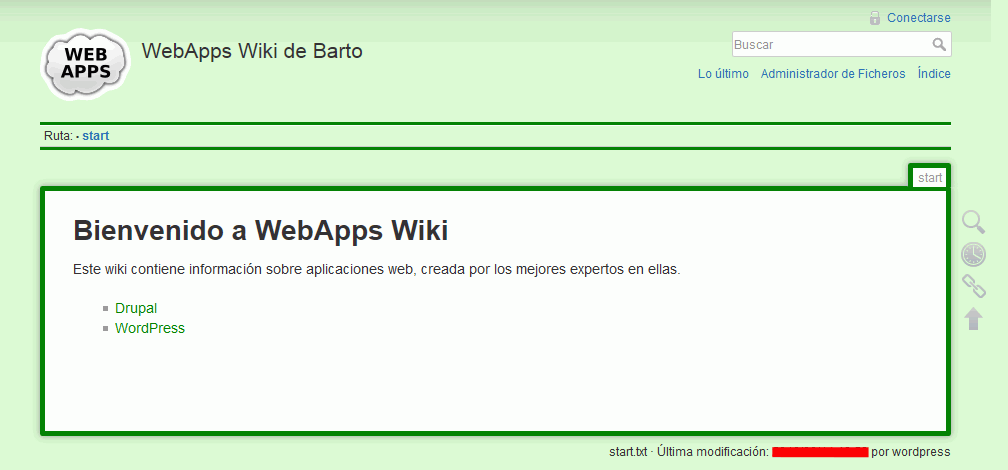 Conectarse
WEB
APPS
WebApps Wiki de Barto
Buscar
Lo último Administrador de Ficheros Índice
Ruta: • start
start
Bienvenido a WebApps Wiki
Este wiki contiene información sobre aplicaciones web, creada por los mejores expertos en ellas.
Drupal
WordPress
start.txt · Última modificación: por wordpress